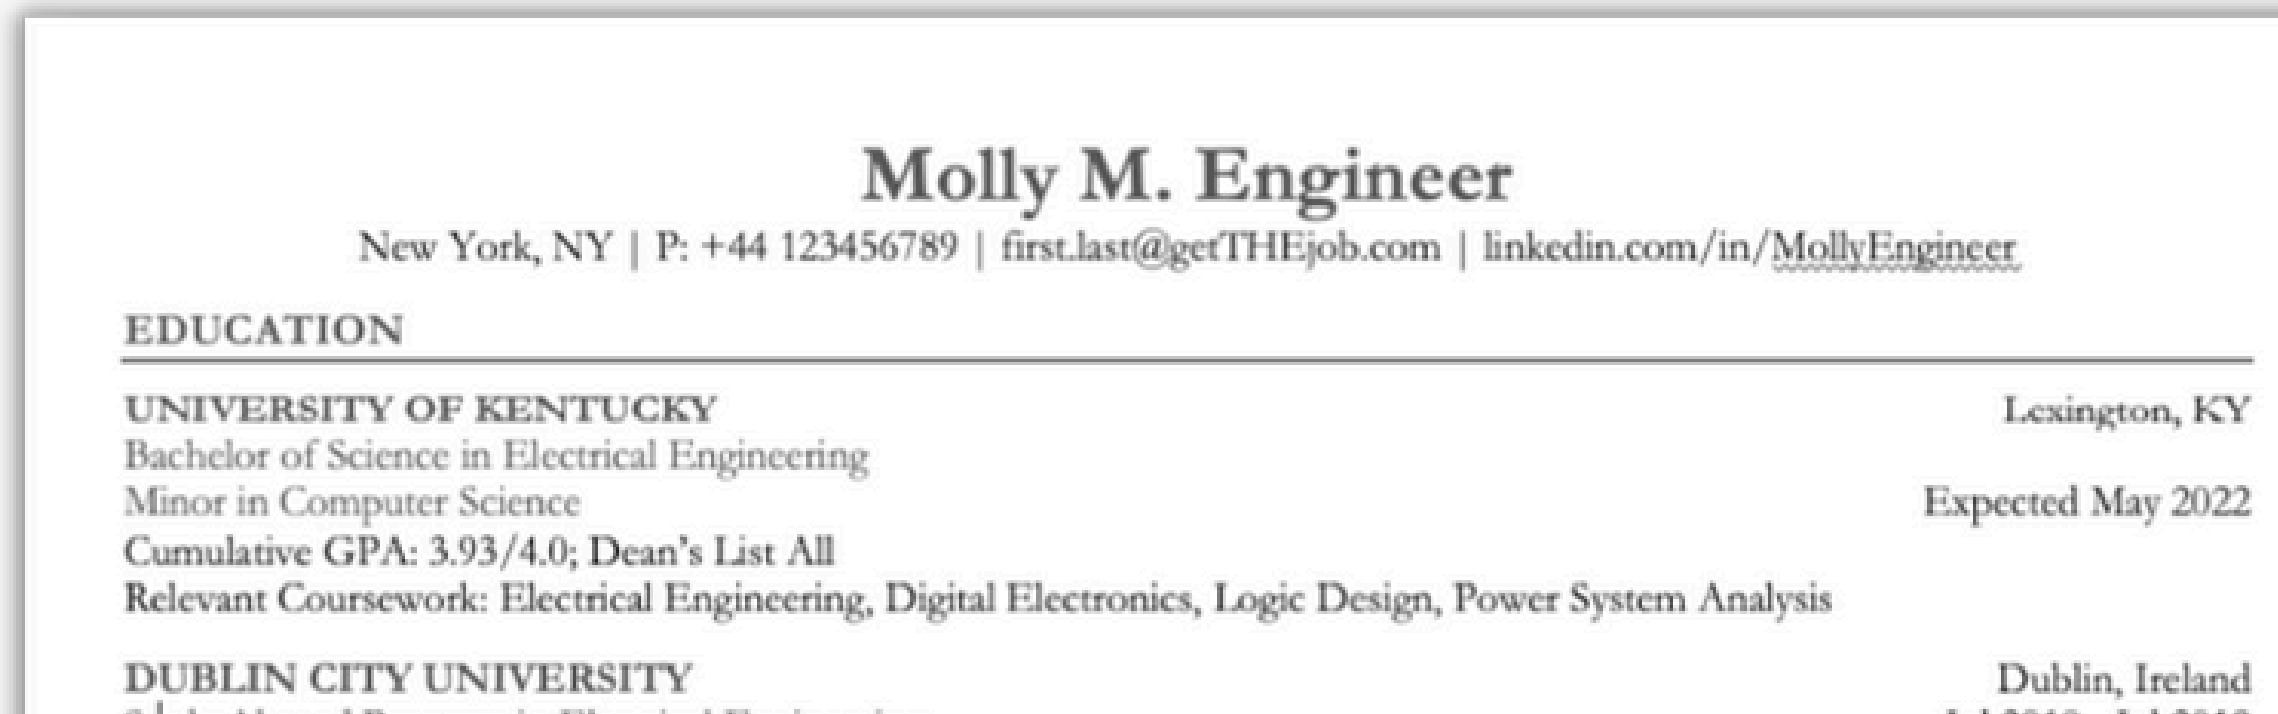 Molly M. Engineer
New York, NY | P: +44 123456789 | first.last@getTHEjob.com | linkedin.com/in/MollyEngineer
EDUCATION
UNIVERSITY OF KENTUCKY Lexington, KY
Bachelor of Science in Electrical Engineering
Minor in Computer Science Expected May 2022
Cumulative GPA: 3.93/4.0; Dean's List All
Relevant Coursework: Electrical Engineering, Digital Electronics, Logic Design, Power System Analysis
DUBLIN CITY UNIVERSITY Dublin, Ireland